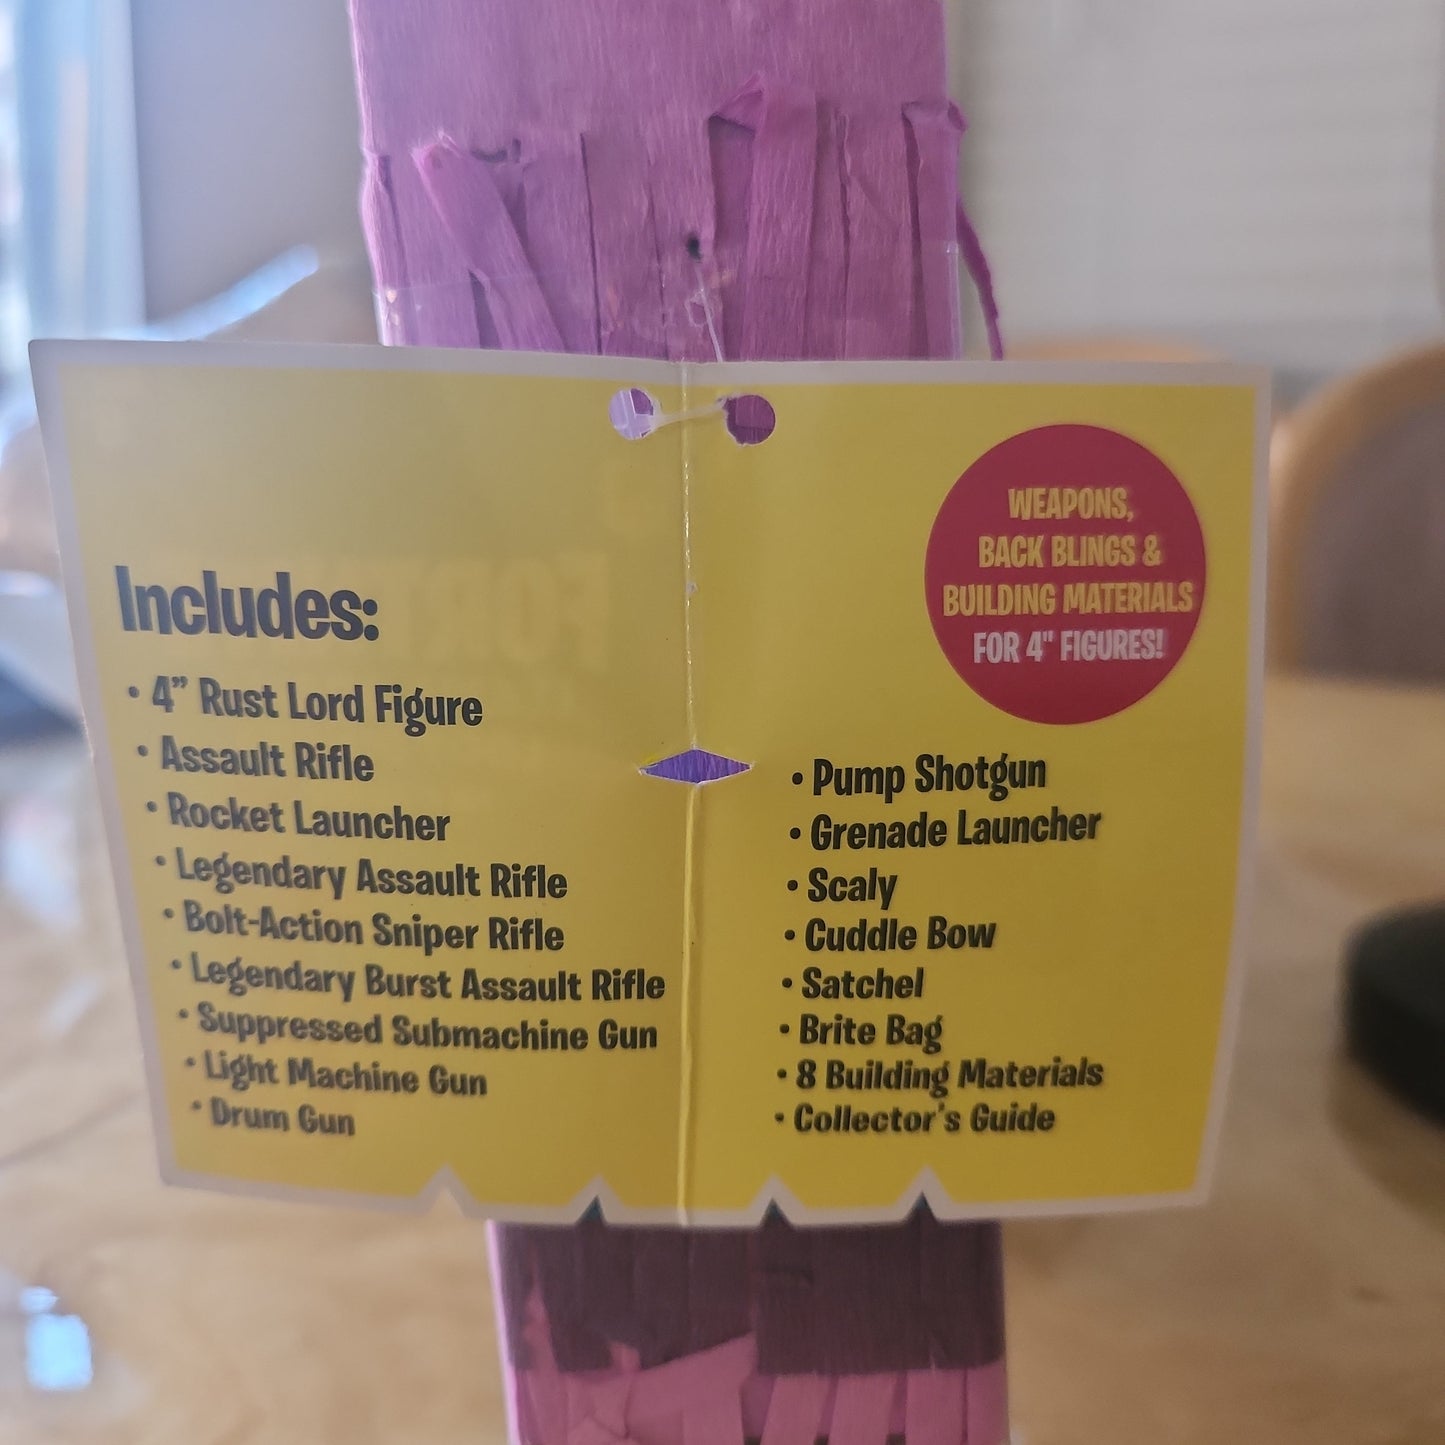 Includes:
• 4” Rust Lord Figure
• Assault Rifle
• Rocket Launcher
• Legendary Assault Rifle
• Bolt-Action Sniper Rifle
• Legendary Burst Assault Rifle
• Suppressed Submachine Gun
• Light Machine Gun
• Drum Gun
WEAPONS,
BACK BLINGS &
BUILDING MATERIALS
FOR 4" FIGURES!
• Pump Shotgun
• Grenade Launcher
• Scaly
• Cuddle Bow
• Satchel
• Brite Bag
• 8 Building Materials
• Collector's Guide